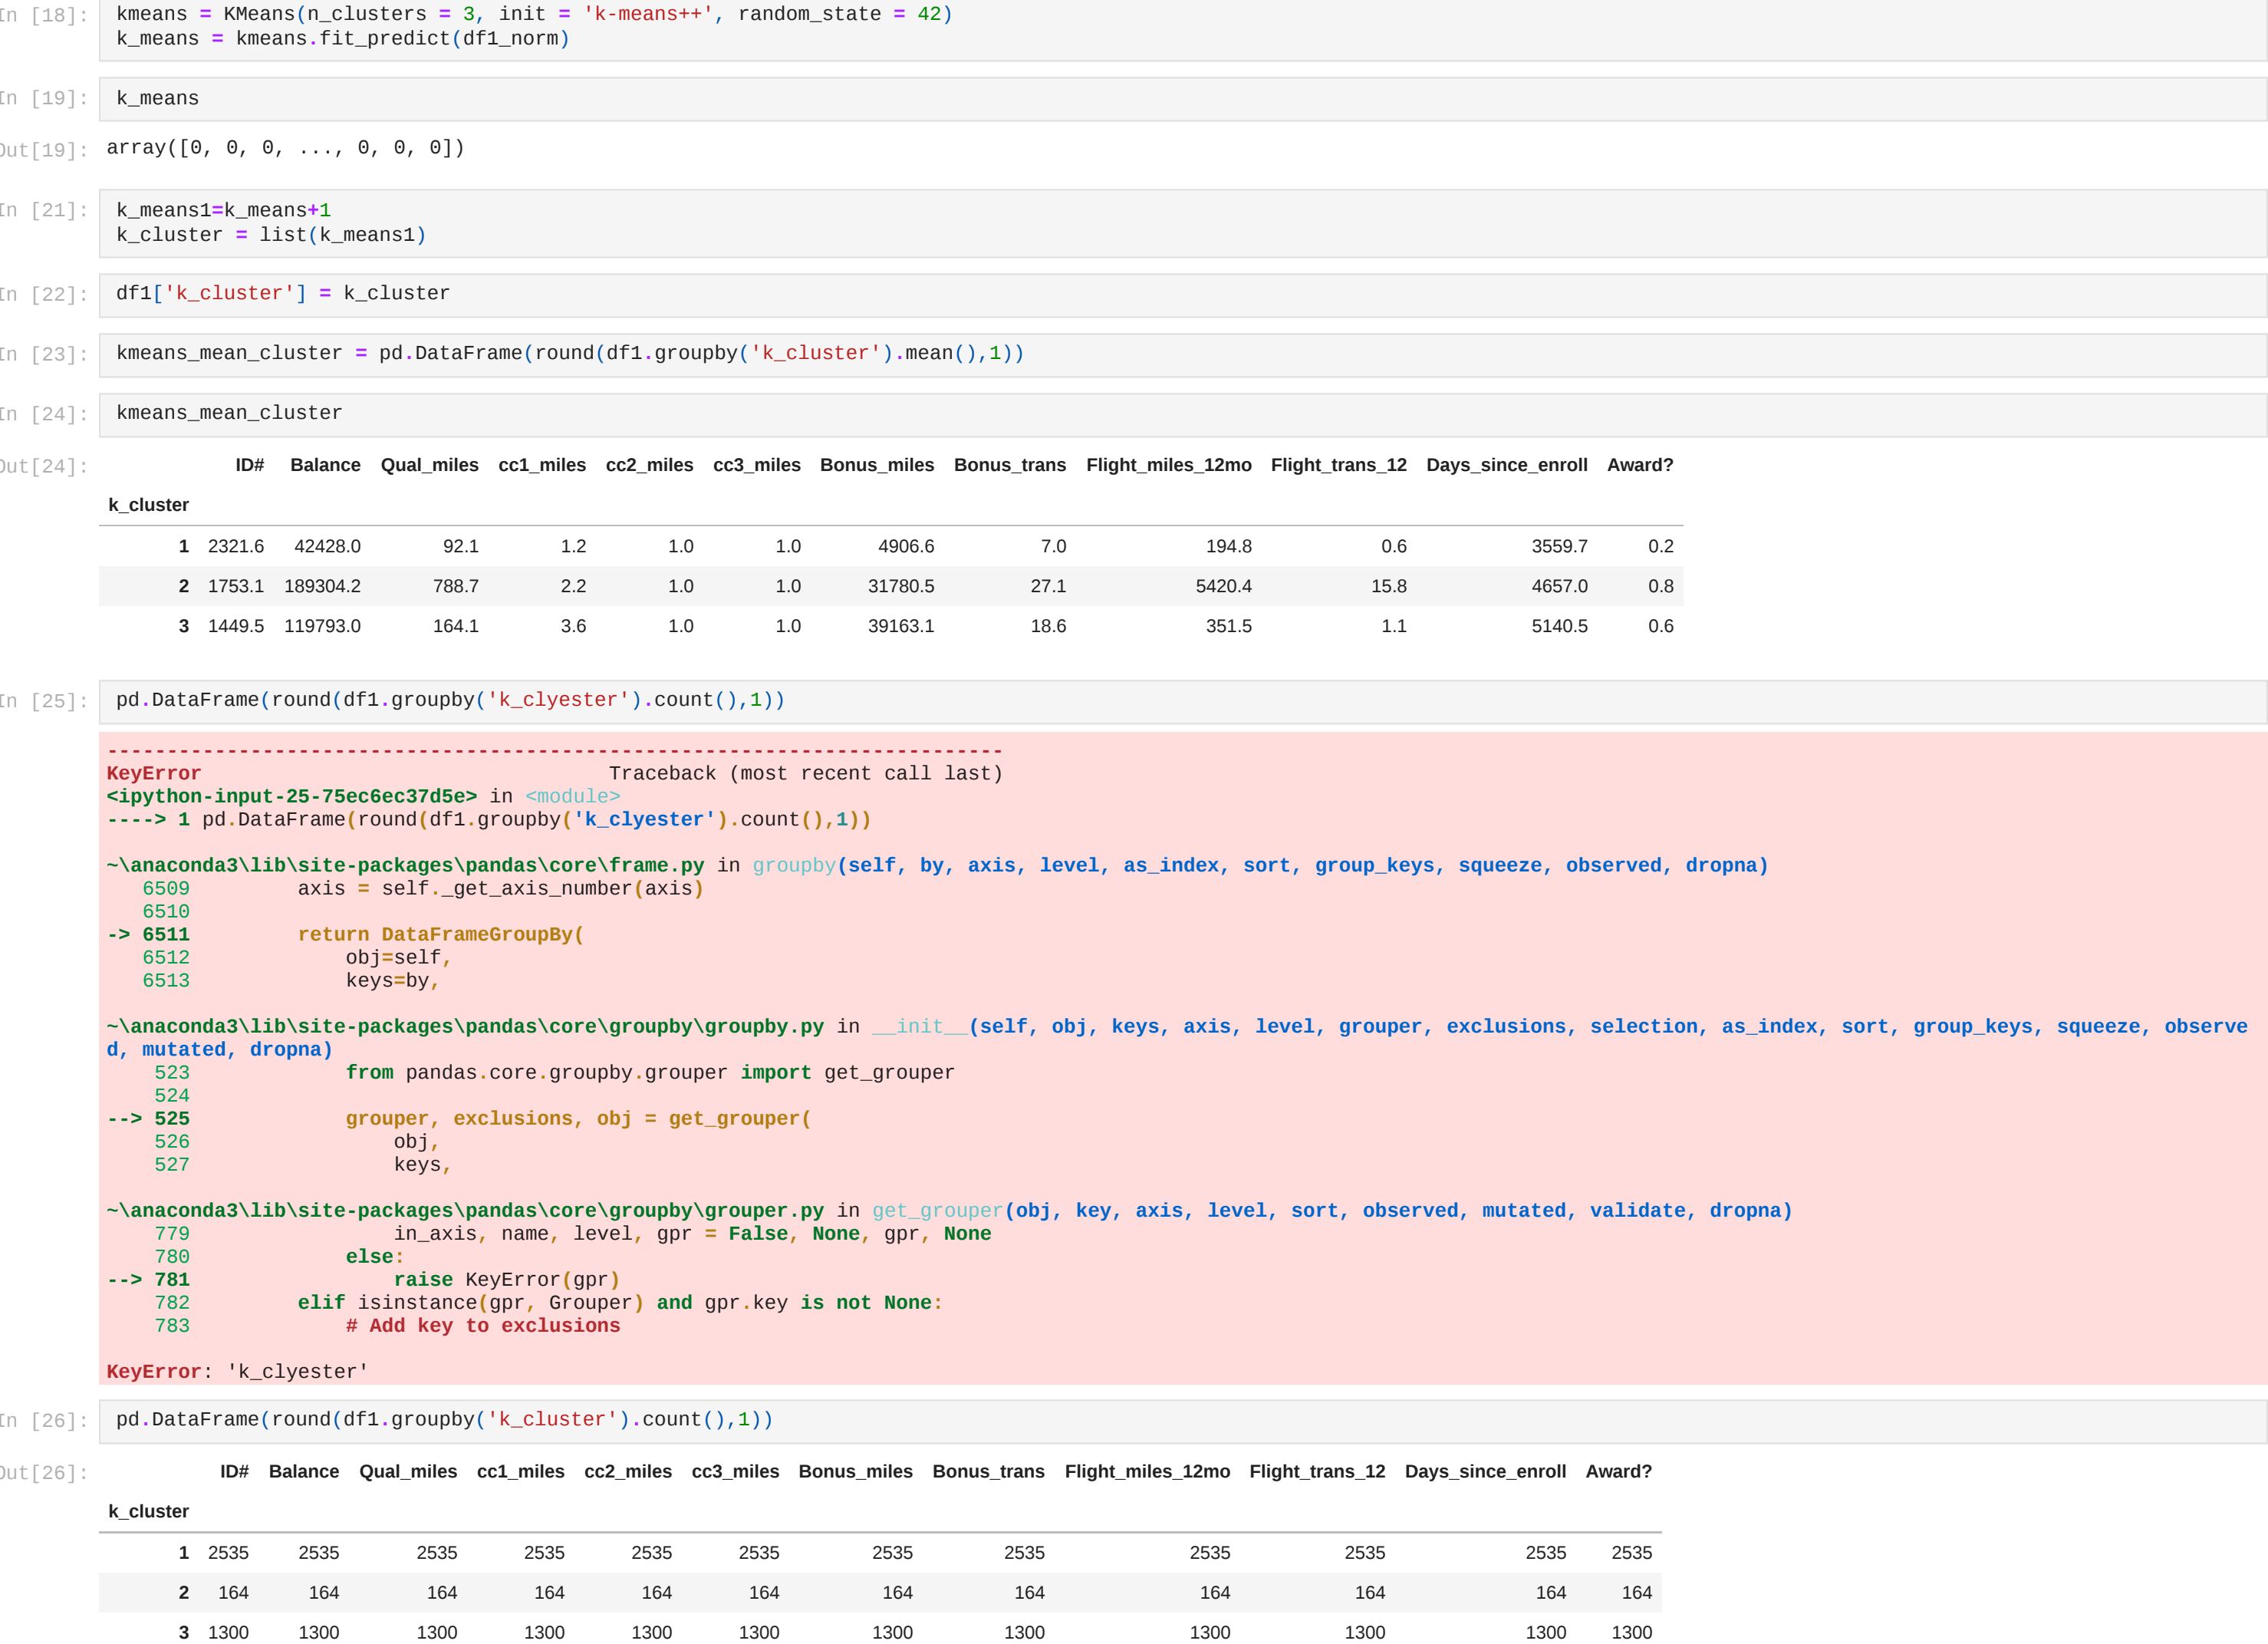 In [18]: kmeans = KMeans(n_clusters = 3, init = 'k-means++', random_state = 42)
k_means = kmeans.fit_predict(df1_norm)
In [19]: k_means
Out[19]: array([0, 0, 0, ..., 0, 0, 0])
In [21]: k_means1=k_means+1
k_cluster = list(k_means1)
In [22]: df1['k_cluster'] = k_cluster
In [23]: kmeans_mean_cluster = pd.DataFrame(round(df1.groupby('k_cluster').mean(),1))
In [24]: kmeans_mean_cluster
Out[24]: ID# Balance Qual_miles cc1_miles cc2_miles cc3_miles Bonus_miles Bonus_trans Flight_miles_12mo Flight_trans_12 Days_since_enroll Award?
k_cluster
1 2321.6 42428.0 92.1 1.2 1.0 1.0 4906.6 7.0 194.8 0.6 3559.7 0.2
2 1753.1 189304.2 788.7 2.2 1.0 1.0 31780.5 27.1 5420.4 15.8 4657.0 0.8
3 1449.5 119793.0 164.1 3.6 1.0 1.0 39163.1 18.6 351.5 1.1 5140.5 0.6
In [25]: pd.DataFrame(round(df1.groupby('k_clyester').count(),1))
---------------------------------------------------------------------------
KeyError                                  Traceback (most recent call last)
<ipython-input-25-75ec6ec37d5e> in <module>
----> 1 pd.DataFrame(round(df1.groupby('k_clyester').count(),1))
~\anaconda3\lib\site-packages\pandas\core\frame.py in groupby(self, by, axis, level, as_index, sort, group_keys, squeeze, observed, dropna)
6509         axis = self._get_axis_number(axis)
6510
-> 6511         return DataFrameGroupBy(
6512             obj=self,
6513             keys=by,
~\anaconda3\lib\site-packages\pandas\core\groupby\groupby.py in __init__(self, obj, keys, axis, level, grouper, exclusions, selection, as_index, sort, group_keys, squeeze, observe
d, mutated, dropna)
523             from pandas.core.groupby.grouper import get_grouper
524
--> 525             grouper, exclusions, obj = get_grouper(
526                 obj,
527                 keys,
~\anaconda3\lib\site-packages\pandas\core\groupby\grouper.py in get_grouper(obj, key, axis, level, sort, observed, mutated, validate, dropna)
779                 in_axis, name, level, gpr = False, None, gpr, None
780             else:
--> 781                 raise KeyError(gpr)
782         elif isinstance(gpr, Grouper) and gpr.key is not None:
783             # Add key to exclusions
KeyError: 'k_clyester'
In [26]: pd.DataFrame(round(df1.groupby('k_cluster').count(),1))
Out[26]: ID# Balance Qual_miles cc1_miles cc2_miles cc3_miles Bonus_miles Bonus_trans Flight_miles_12mo Flight_trans_12 Days_since_enroll Award?
k_cluster
1 2535 2535 2535 2535 2535 2535 2535 2535 2535 2535 2535 2535
2 164 164 164 164 164 164 164 164 164 164 164 164
3 1300 1300 1300 1300 1300 1300 1300 1300 1300 1300 1300 1300